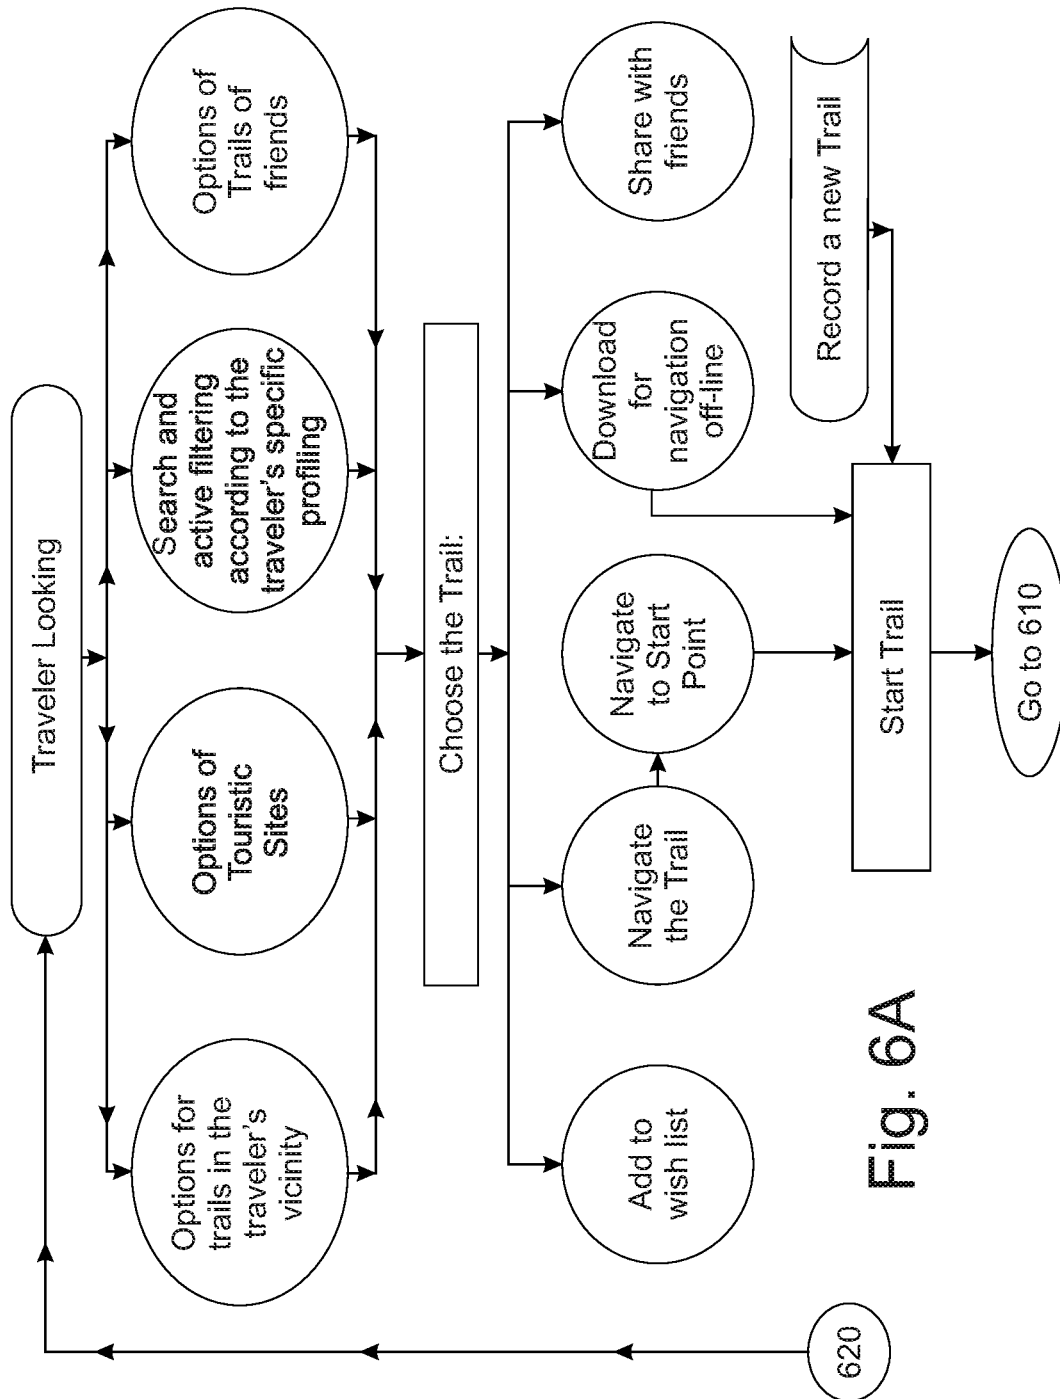 Traveler Looking
Options for
trails in the
traveler's
vicinity
Options of
Touristic
Sites
Search and
active filtering
according to the
traveler's specific
profiling
Options of
Trails of
friends
Choose the Trail:
Add to
wish list
Navigate
the Trail
Navigate
to Start
Point
Download
for
navigation
off-line
Share with
friends
Record a new Trail
Start Trail
620
Go to 610
Fig. 6A